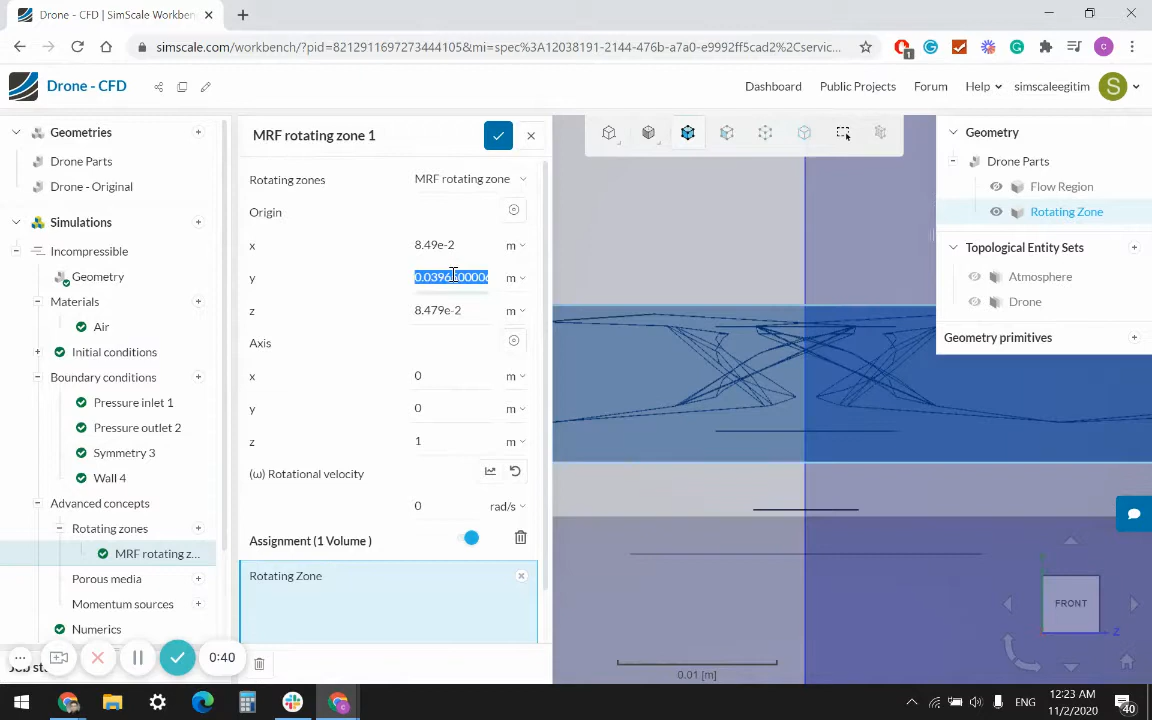 Drone - CFD | SimScale Workben
simscale.com/workbench/?pid=8212911697273444105&mi=spec%3A12038191-2144-476b-a7a0-e9992ff5cad2%2Cservic...
1
c
Drone - CFD
Dashboard
Public Projects
Forum
Help
simscaleegitim
S
Geometries
Drone Parts
Drone - Original
Simulations
Incompressible
Geometry
Materials
Air
Initial conditions
Boundary conditions
Pressure inlet 1
Pressure outlet 2
Symmetry 3
Wall 4
Advanced concepts
Rotating zones
MRF rotating z...
Porous media
Momentum sources
Numerics
0:40
MRF rotating zone 1
Rotating zones
MRF rotating zone
Origin
x 8.49e-2 m
y m
z 8.479e-2 m
Axis
x 0 m
y 0 m
z 1 m
(ω) Rotational velocity
0 rad/s
Assignment (1 Volume )
Rotating Zone
Geometry
Drone Parts
Flow Region
Rotating Zone
Topological Entity Sets
Atmosphere
Drone
Geometry primitives
FRONT
Z
0.01 [m]
ENG
12:23 AM
11/2/2020
40